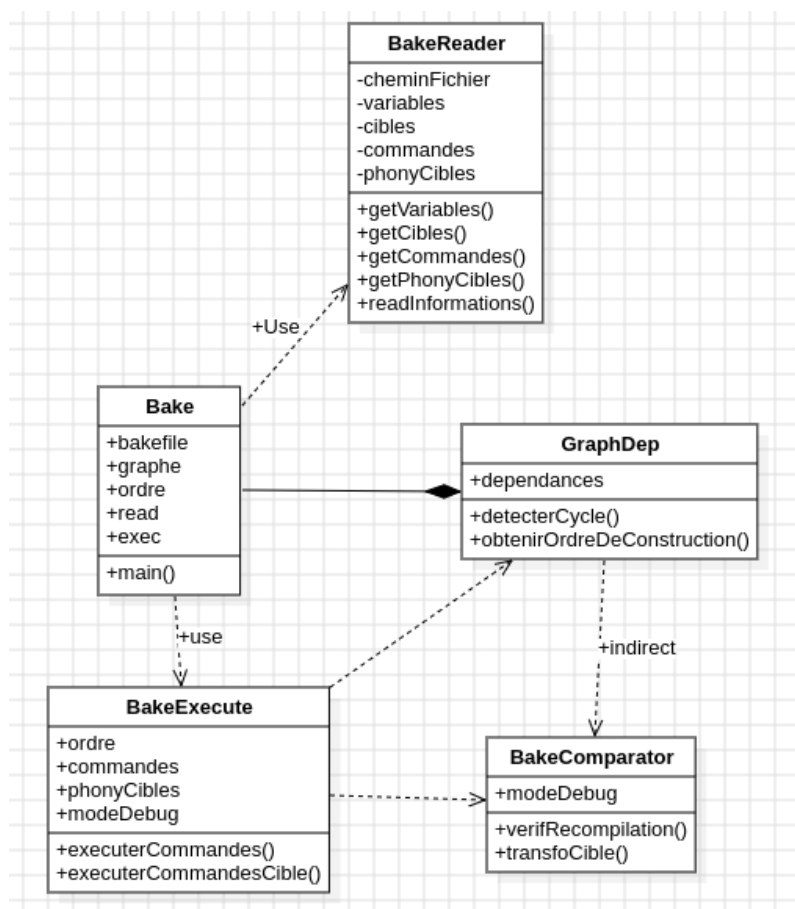 BakeReader
-cheminFichier
-variables
-cibles
-commandes
-phonyCibles
+getVariables()
+getCibles()
+getCommandes()
+getPhonyCibles()
+readInformations()
+Use
Bake
+bakefile
+graphe
+ordre
+read
+exec
+main()
GraphDep
+dependances
+detecterCycle()
+obtenirOrdreDeConstruction()
+use
+indirect
BakeExecute
+ordre
+commandes
+phonyCibles
+modeDebug
+executerCommandes()
+executerCommandesCible()
BakeComparator
+modeDebug
+verifRecompilation()
+transfoCible()